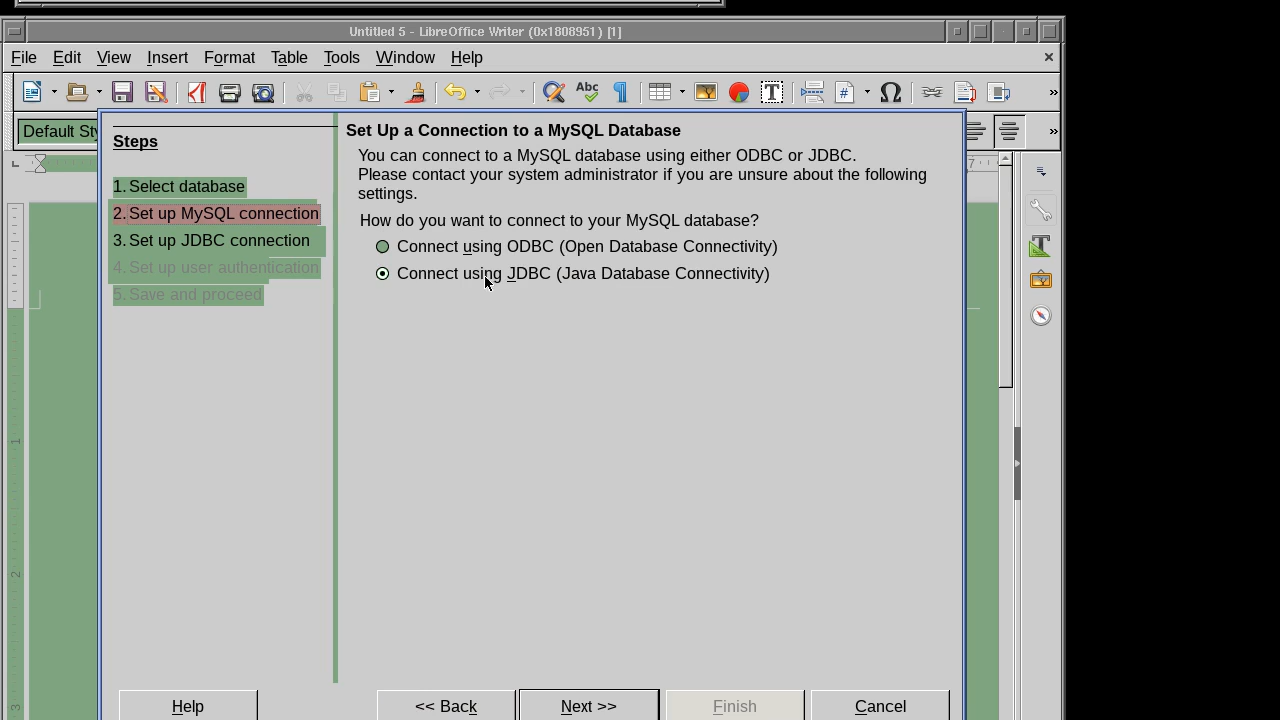 Untitled 5 - LibreOffice Writer (0x1808951) [1]
File Edit View Insert Format Table Tools Window Help
Abc
Default Sty
Steps
1. Select database
2. Set up MySQL connection
3. Set up JDBC connection
4. Set up user authentication
5. Save and proceed
Set Up a Connection to a MySQL Database
You can connect to a MySQL database using either ODBC or JDBC.
Please contact your system administrator if you are unsure about the following
settings.
How do you want to connect to your MySQL database?
Connect using ODBC (Open Database Connectivity)
Connect using JDBC (Java Database Connectivity)
7
1
2
3
Help
<< Back
Next >>
Finish
Cancel